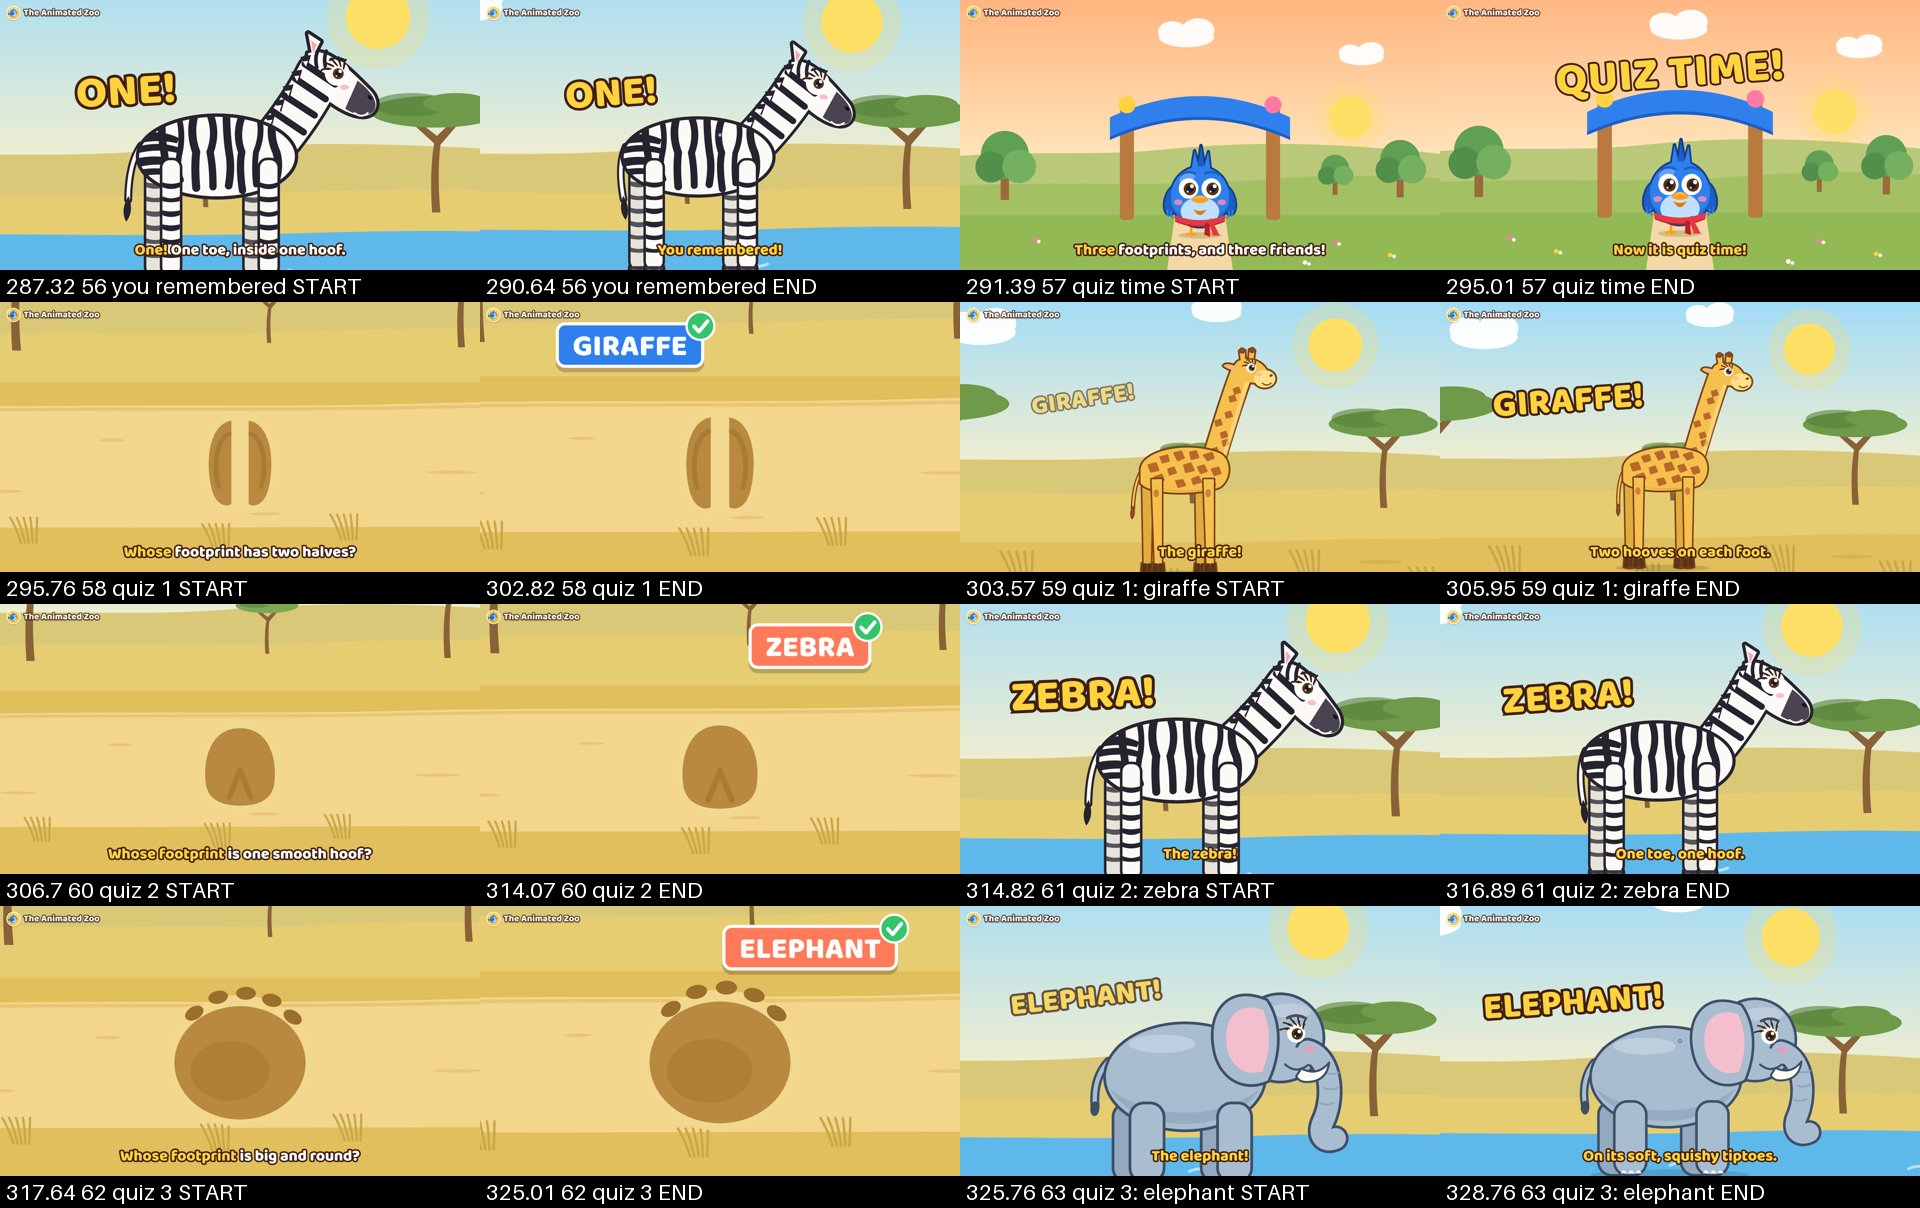 The Animated Zoo
ONE!
One! One toe, inside one hoof.
287.32 56 you remembered START
The Animated Zoo
ONE!
You remembered!
290.64 56 you remembered END
The Animated Zoo
Three footprints, and three friends!
291.39 57 quiz time START
The Animated Zoo
QUIZ TIME!
Now it is quiz time!
295.01 57 quiz time END
The Animated Zoo
Whose footprint has two halves?
295.76 58 quiz 1 START
The Animated Zoo
GIRAFFE
302.82 58 quiz 1 END
The Animated Zoo
GIRAFFE!
The giraffe!
303.57 59 quiz 1: giraffe START
The Animated Zoo
GIRAFFE!
Two hooves on each foot.
305.95 59 quiz 1: giraffe END
The Animated Zoo
Whose footprint is one smooth hoof?
306.7 60 quiz 2 START
The Animated Zoo
ZEBRA
314.07 60 quiz 2 END
The Animated Zoo
ZEBRA!
The zebra!
314.82 61 quiz 2: zebra START
The Animated Zoo
ZEBRA!
One toe, one hoof.
316.89 61 quiz 2: zebra END
The Animated Zoo
Whose footprint is big and round?
317.64 62 quiz 3 START
The Animated Zoo
ELEPHANT
325.01 62 quiz 3 END
The Animated Zoo
ELEPHANT!
The elephant!
325.76 63 quiz 3: elephant START
The Animated Zoo
ELEPHANT!
On its soft, squishy tiptoes.
328.76 63 quiz 3: elephant END